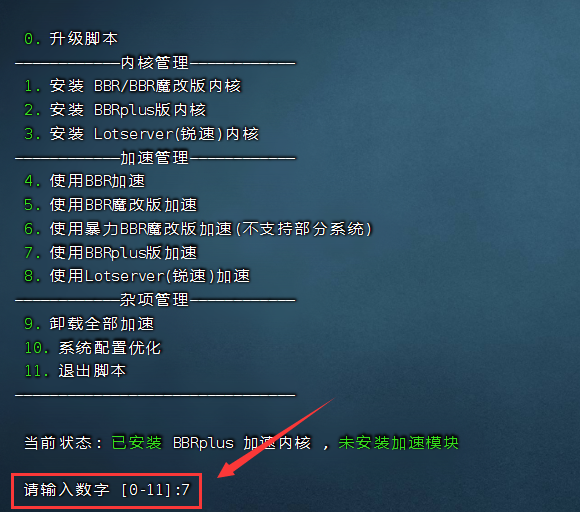 0. 升级脚本
————————————内核管理————————————
1. 安装 BBR/BBR魔改版内核
2. 安装 BBRplus版内核
3. 安装 Lotserver(锐速)内核
————————————加速管理————————————
4. 使用BBR加速
5. 使用BBR魔改版加速
6. 使用暴力BBR魔改版加速(不支持部分系统)
7. 使用BBRplus版加速
8. 使用Lotserver(锐速)加速
————————————杂项管理————————————
9. 卸载全部加速
10. 系统配置优化
11. 退出脚本
————————————————————————————————
当前状态: 已安装 BBRplus 加速内核 , 未安装加速模块
请输入数字 [0-11]:7